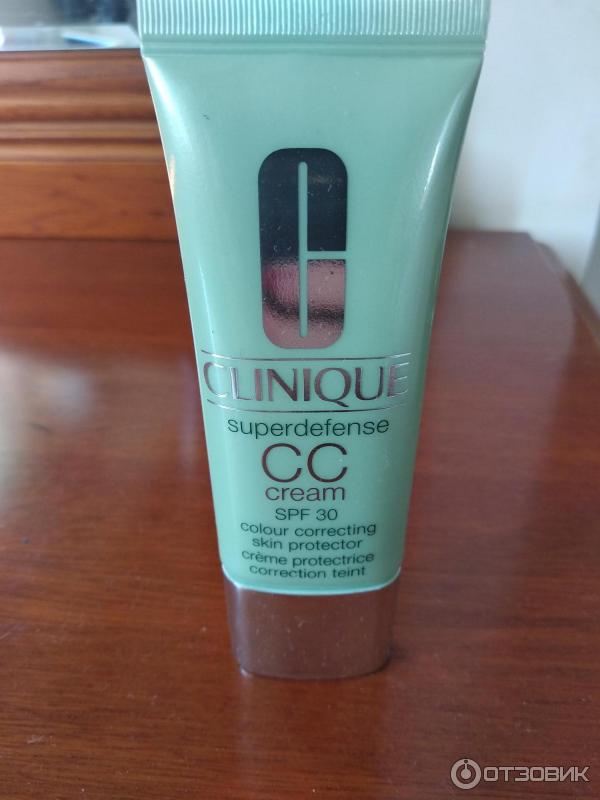 C
CLINIQUE
superdefense
CC
cream
SPF 30
colour correcting
skin protector
crème protectrice
correction teint
ОТЗОВИК